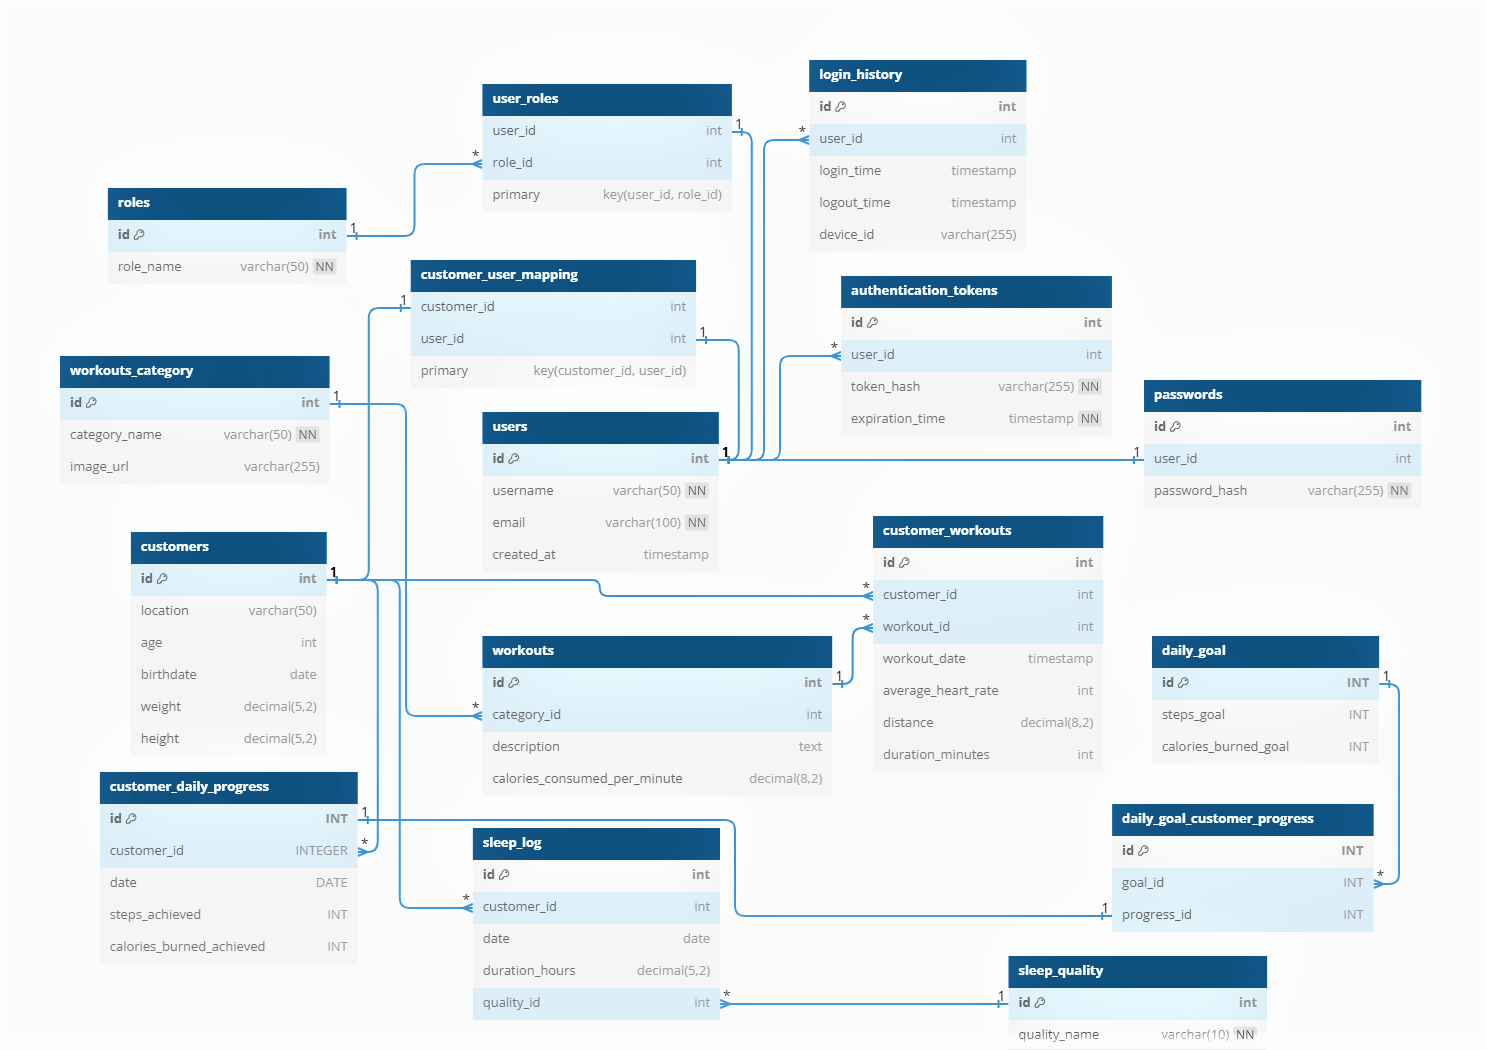 login_history
id int
user_id int
login_time timestamp
logout_time timestamp
device_id varchar(255)
user_roles
user_id int
role_id int
primary key(user_id, role_id)
1
*
*
roles
id int
role_name varchar(50) NN
1
customer_user_mapping
customer_id int
user_id int
primary key(customer_id, user_id)
1
1
authentication_tokens
id int
user_id int
token_hash varchar(255) NN
expiration_time timestamp NN
*
workouts_category
id int
category_name varchar(50) NN
image_url varchar(255)
1
passwords
id int
user_id int
password_hash varchar(255) NN
1
users
id int
username varchar(50) NN
email varchar(100) NN
created_at timestamp
1
customers
id int
location varchar(50)
age int
birthdate date
weight decimal(5,2)
height decimal(5,2)
1
customer_workouts
id int
customer_id int
workout_id int
workout_date timestamp
average_heart_rate int
distance decimal(8,2)
duration_minutes int
*
*
workouts
id int
category_id int
description text
calories_consumed_per_minute decimal(8,2)
1
*
daily_goal
id INT
steps_goal INT
calories_burned_goal INT
1
customer_daily_progress
id INT
customer_id INTEGER
date DATE
steps_achieved INT
calories_burned_achieved INT
1
*
daily_goal_customer_progress
id INT
goal_id INT
progress_id INT
*
1
sleep_log
id int
customer_id int
date date
duration_hours decimal(5,2)
quality_id int
*
*
sleep_quality
id int
quality_name varchar(10) NN
1